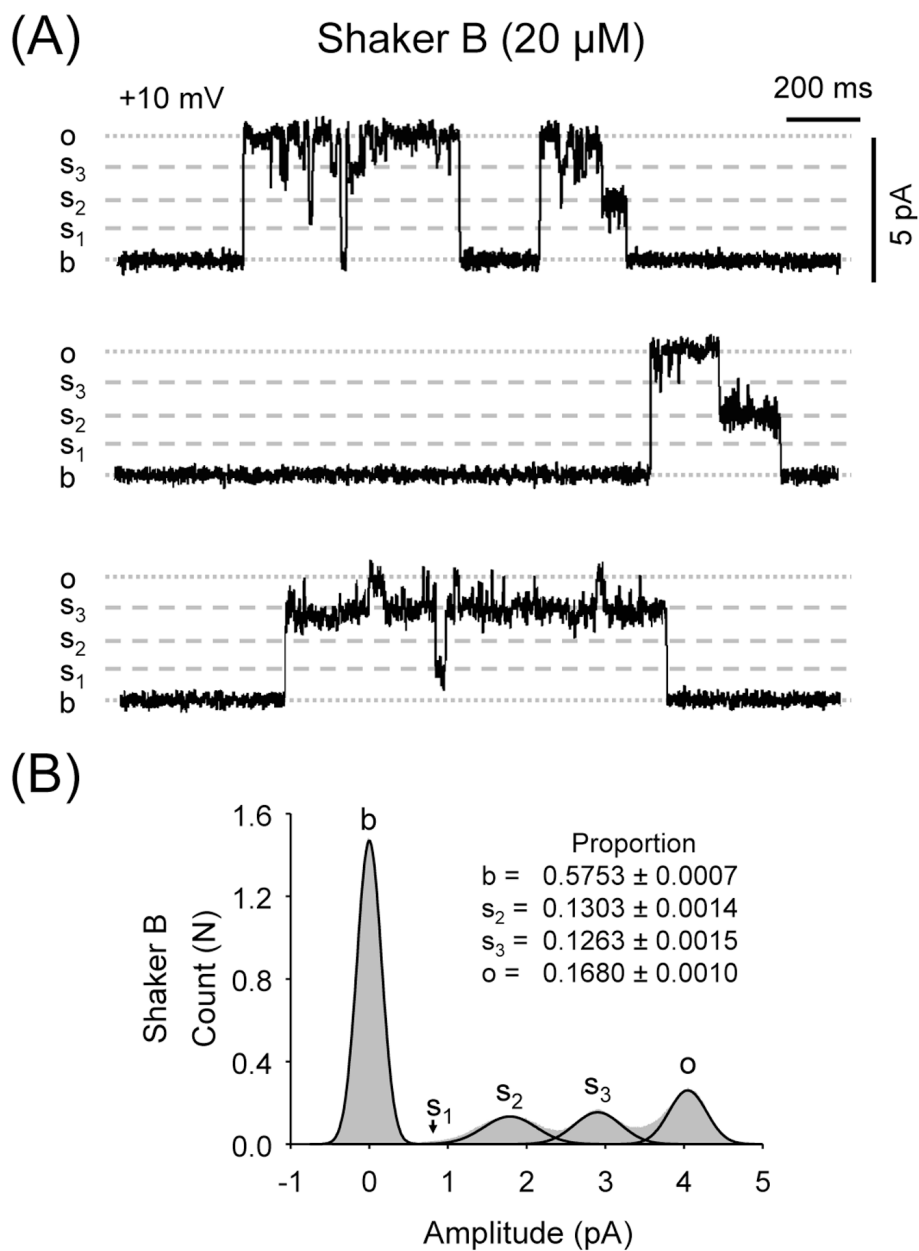 (A)
Shaker B (20 µM)
+10 mV
200 ms
5 pA
o
s3
s2
s1
b
o
s3
s2
s1
b
o
s3
s2
s1
b
(B)
Shaker B
Count (N)
1.6
1.2
0.8
0.4
0.0
b
s1
s2
s3
o
Proportion
b = 0.5753 ± 0.0007
s2 = 0.1303 ± 0.0014
s3 = 0.1263 ± 0.0015
o = 0.1680 ± 0.0010
-1 0 1 2 3 4 5
Amplitude (pA)